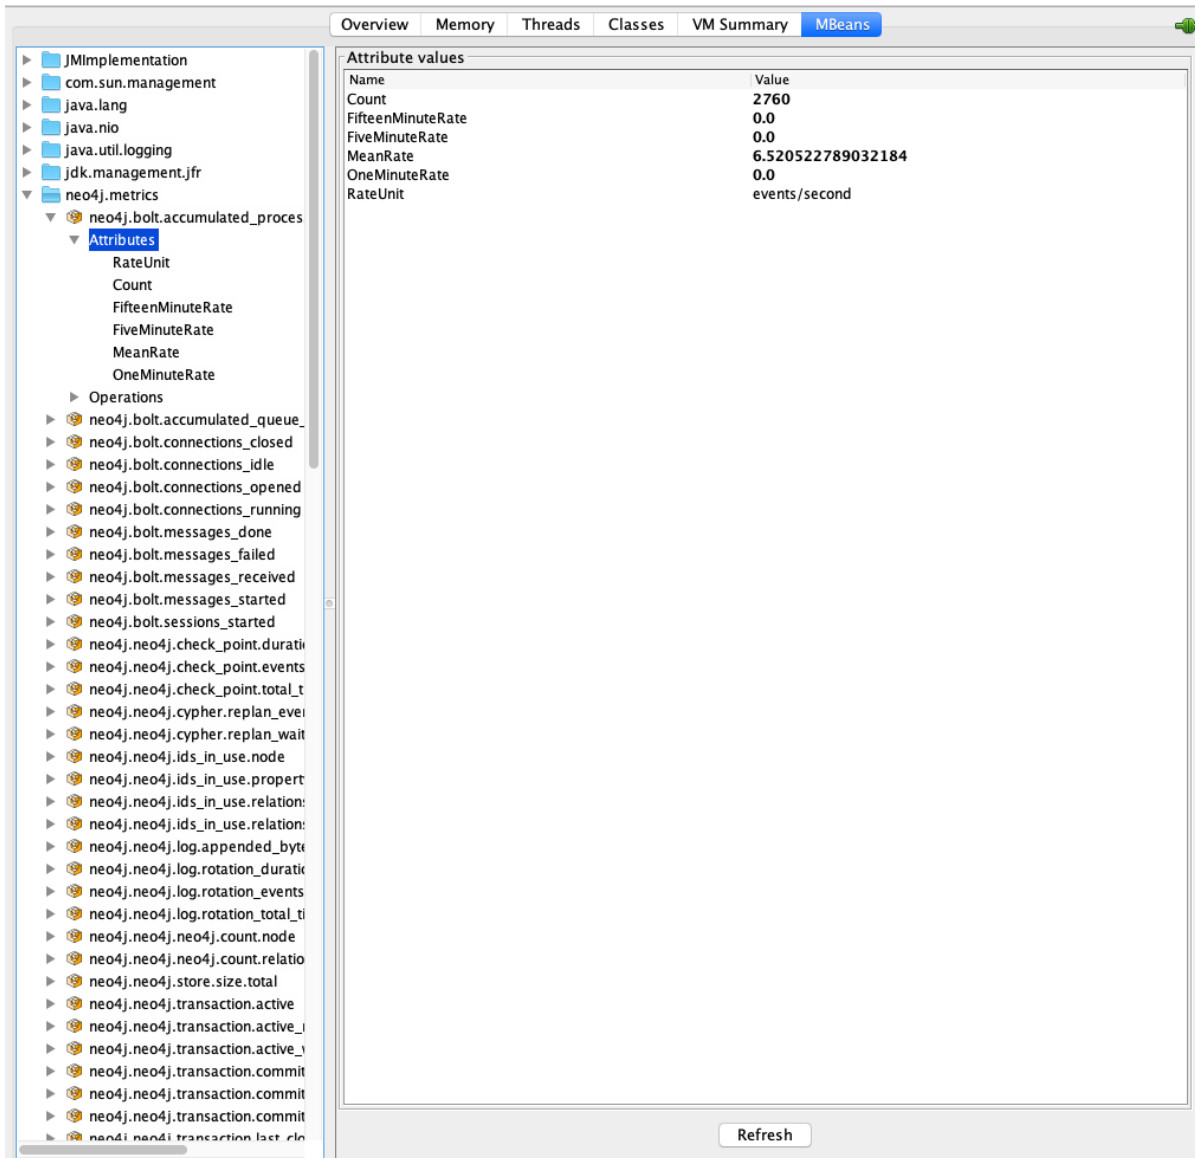 Overview Memory Threads Classes VM Summary MBeans
JMImplementation
com.sun.management
java.lang
java.nio
java.util.logging
jdk.management.jfr
neo4j.metrics
neo4j.bolt.accumulated_proces
Attributes
RateUnit
Count
FifteenMinuteRate
FiveMinuteRate
MeanRate
OneMinuteRate
Operations
neo4j.bolt.accumulated_queue_
neo4j.bolt.connections_closed
neo4j.bolt.connections_idle
neo4j.bolt.connections_opened
neo4j.bolt.connections_running
neo4j.bolt.messages_done
neo4j.bolt.messages_failed
neo4j.bolt.messages_received
neo4j.bolt.messages_started
neo4j.bolt.sessions_started
neo4j.neo4j.check_point.durati
neo4j.neo4j.check_point.events
neo4j.neo4j.check_point.total_t
neo4j.neo4j.cypher.replan_eve
neo4j.neo4j.cypher.replan_wait
neo4j.neo4j.ids_in_use.node
neo4j.neo4j.ids_in_use.propert
neo4j.neo4j.ids_in_use.relation
neo4j.neo4j.ids_in_use.relation
neo4j.neo4j.log.appended_byte
neo4j.neo4j.log.rotation_duratio
neo4j.neo4j.log.rotation_events
neo4j.neo4j.log.rotation_total_ti
neo4j.neo4j.neo4j.count.node
neo4j.neo4j.neo4j.count.relatio
neo4j.neo4j.store.size.total
neo4j.neo4j.transaction.active
neo4j.neo4j.transaction.active_r
neo4j.neo4j.transaction.active_w
neo4j.neo4j.transaction.commit
neo4j.neo4j.transaction.commit
neo4j.neo4j.transaction.commit
neo4j.neo4j.transaction.last_clo
Attribute values
Name Value
Count 2760
FifteenMinuteRate 0.0
FiveMinuteRate 0.0
MeanRate 6.520522789032184
OneMinuteRate 0.0
RateUnit events/second
Refresh